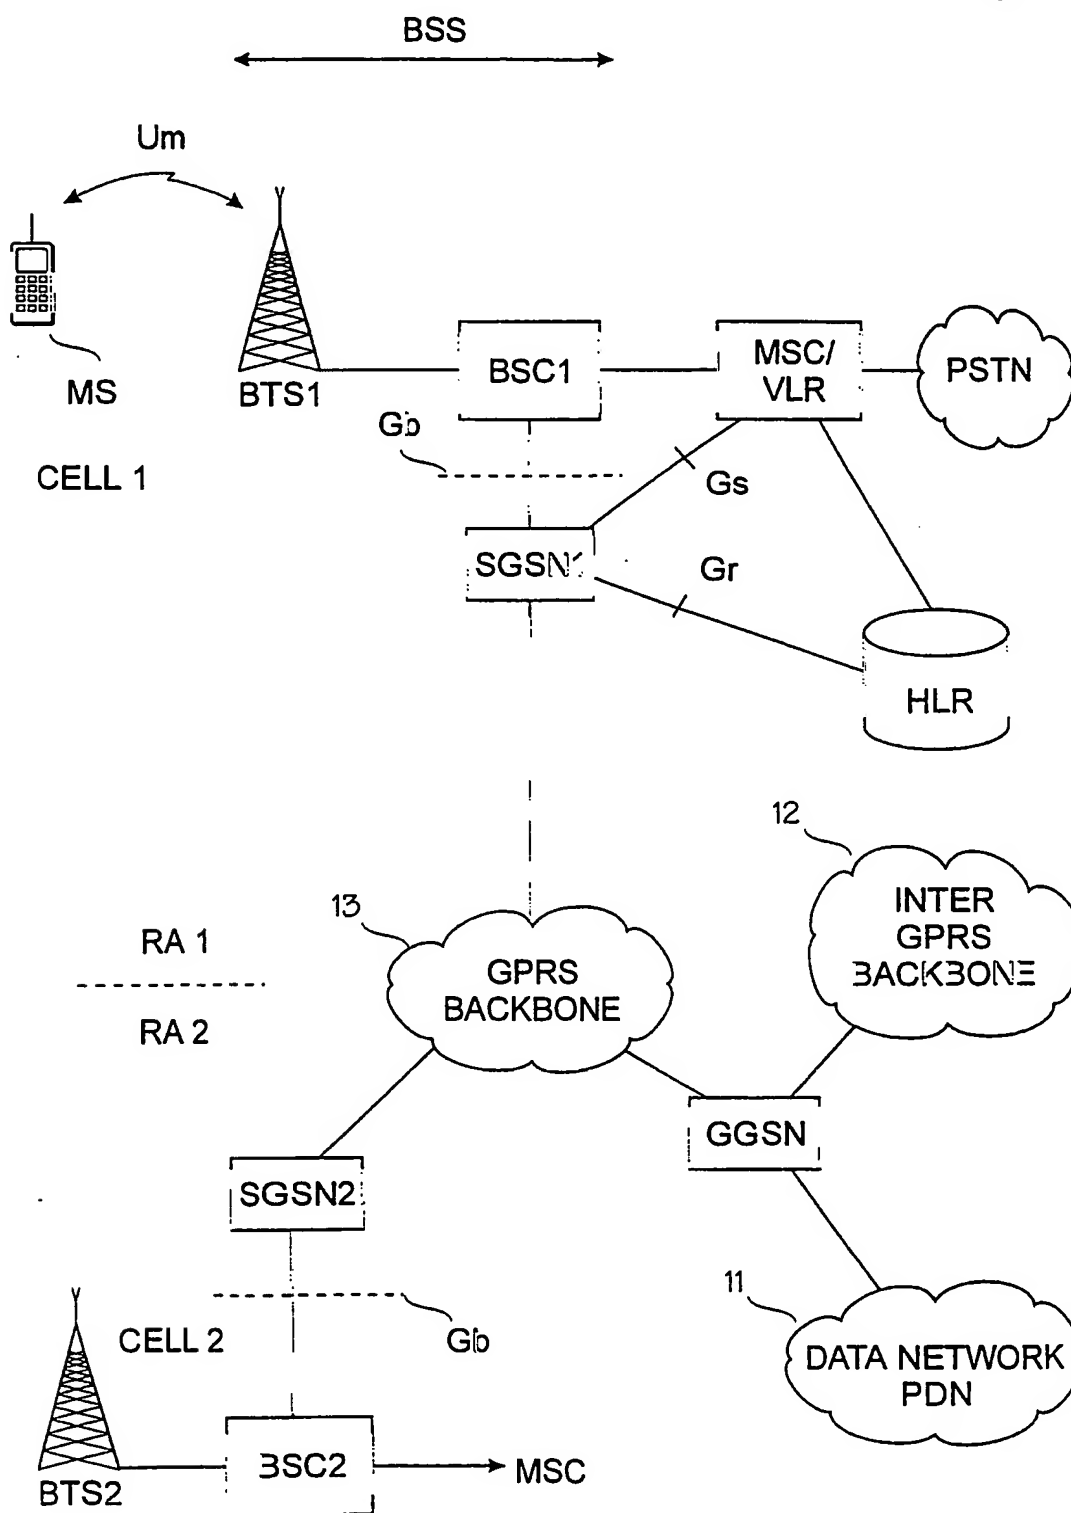 BSS
Um
MS
BTS1
BSC1
MSC/
VLR
PSTN
Gb
CELL 1
Gs
SGSN1
Gr
HLR
12
13
INTER
GPRS
BACKBONE
RA 1
GPRS
BACKBONE
RA 2
GGSN
SGSN2
11
CELL 2
Gb
DATA NETWORK
PDN
BSC2
MSC
BTS2